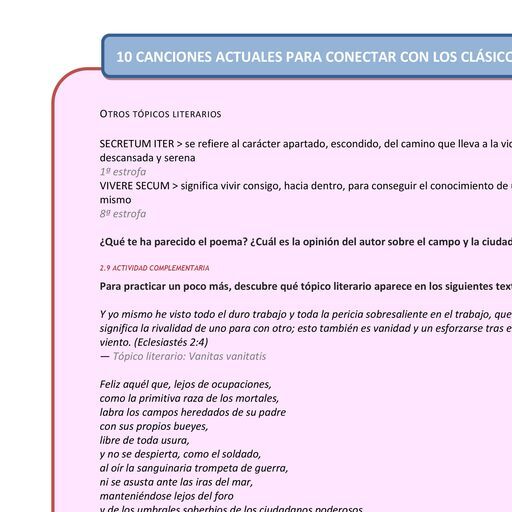 10 CANCIONES ACTUALES PARA CONECTAR CON LOS CLÁSICO
OTROS TÓPICOS LITERARIOS
SECRETUM ITER > se refiere al carácter apartado, escondido, del camino que lleva a la vid
descansada y serena
1ª estrofa
VIVERE SECUM > significa vivir consigo, hacia dentro, para conseguir el conocimiento de
mismo
8ª estrofa
¿Qué te ha parecido el poema? ¿Cuál es la opinión del autor sobre el campo y la ciudad
2.9 ACTIVIDAD COMPLEMENTARIA
Para practicar un poco más, descubre qué tópico literario aparece en los siguientes text
Y yo mismo he visto todo el duro trabajo y toda la pericia sobresaliente en el trabajo, que
significa la rivalidad de uno para con otro; esto también es vanidad y un esforzarse tras e
viento. (Eclesiastés 2:4)
— Tópico literario: Vanitas vanitatis
Feliz aquél que, lejos de ocupaciones,
como la primitiva raza de los mortales,
labra los campos heredados de su padre
con sus propios bueyes,
libre de toda usura,
y no se despierta, como el soldado,
al oír la sanguinaria trompeta de guerra,
ni se asusta ante las iras del mar,
manteniéndose lejos del foro
y de los umbrales soberbios de los ciudadanos poderosos.